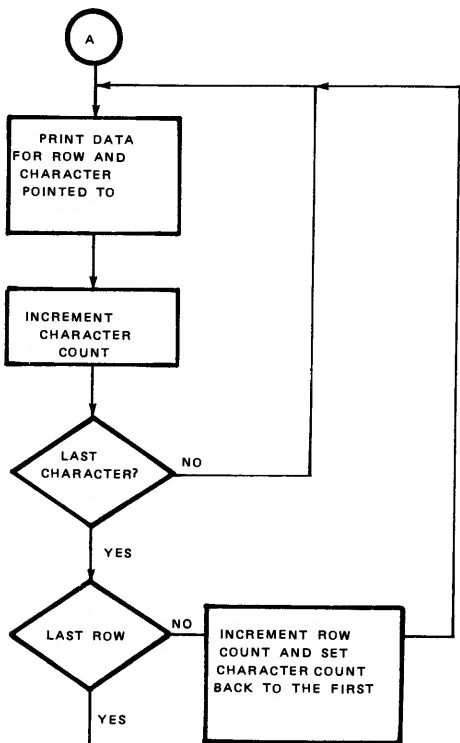 A
PRINT DATA
FOR ROW AND
CHARACTER
POINTED TO
INCREMENT
CHARACTER
COUNT
LAST
CHARACTER?
NO
YES
LAST ROW
NO
INCREMENT ROW
COUNT AND SET
CHARACTER COUNT
BACK TO THE FIRST
YES